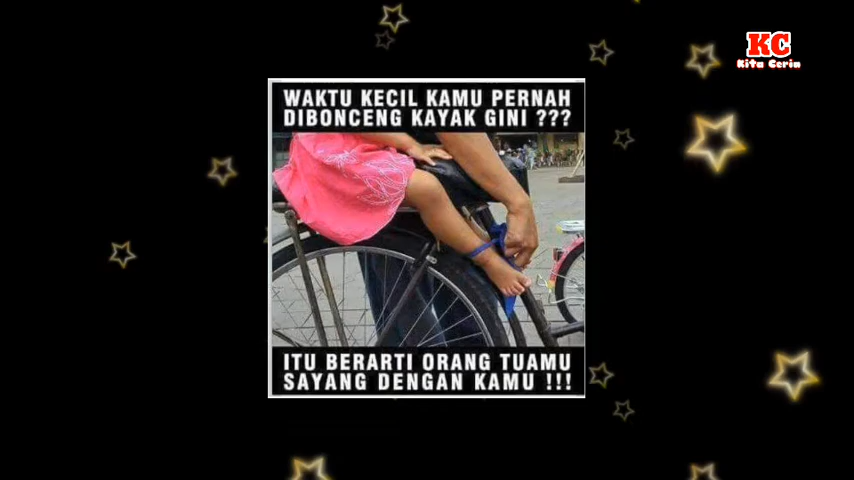 KC
Kita Cerin
WAKTU KECIL KAMU PERNAH
DIBONCENG KAYAK GINI ???
ITU BERARTI ORANG TUAMU
SAYANG DENGAN KAMU !!!